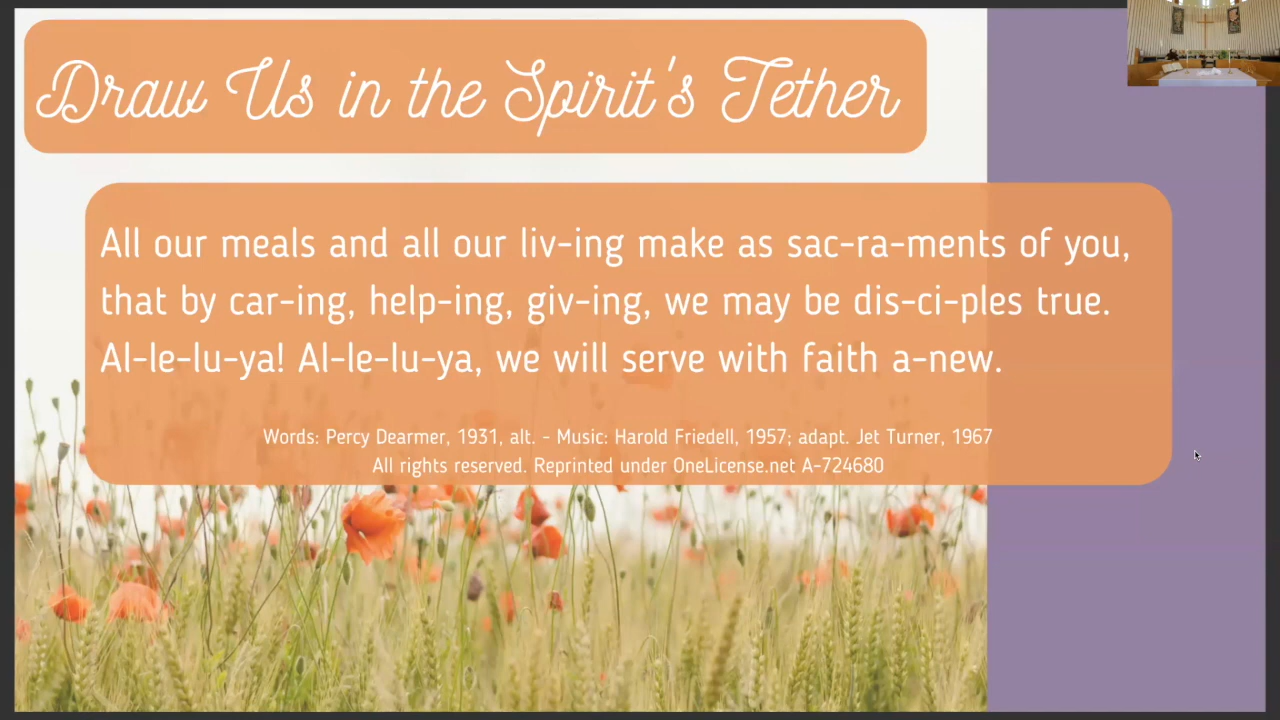 Draw Us in the Spirit's Tether
All our meals and all our liv-ing make as sac-ra-ments of you,
that by car-ing, help-ing, giv-ing, we may be dis-ci-ples true.
Al-le-lu-ya! Al-le-lu-ya, we will serve with faith a-new.
Words: Percy Dearmer, 1931, alt. - Music: Harold Friedell, 1957; adapt. Jet Turner, 1967
All rights reserved. Reprinted under OneLicense.net A-724680